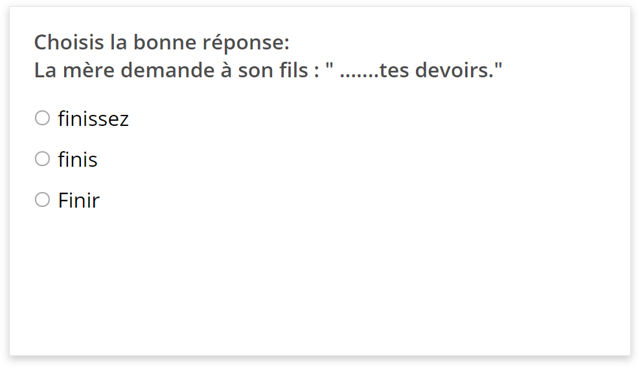 Choisis la bonne réponse:
La mère demande à son fils : " .......tes devoirs."
finissez
finis
Finir